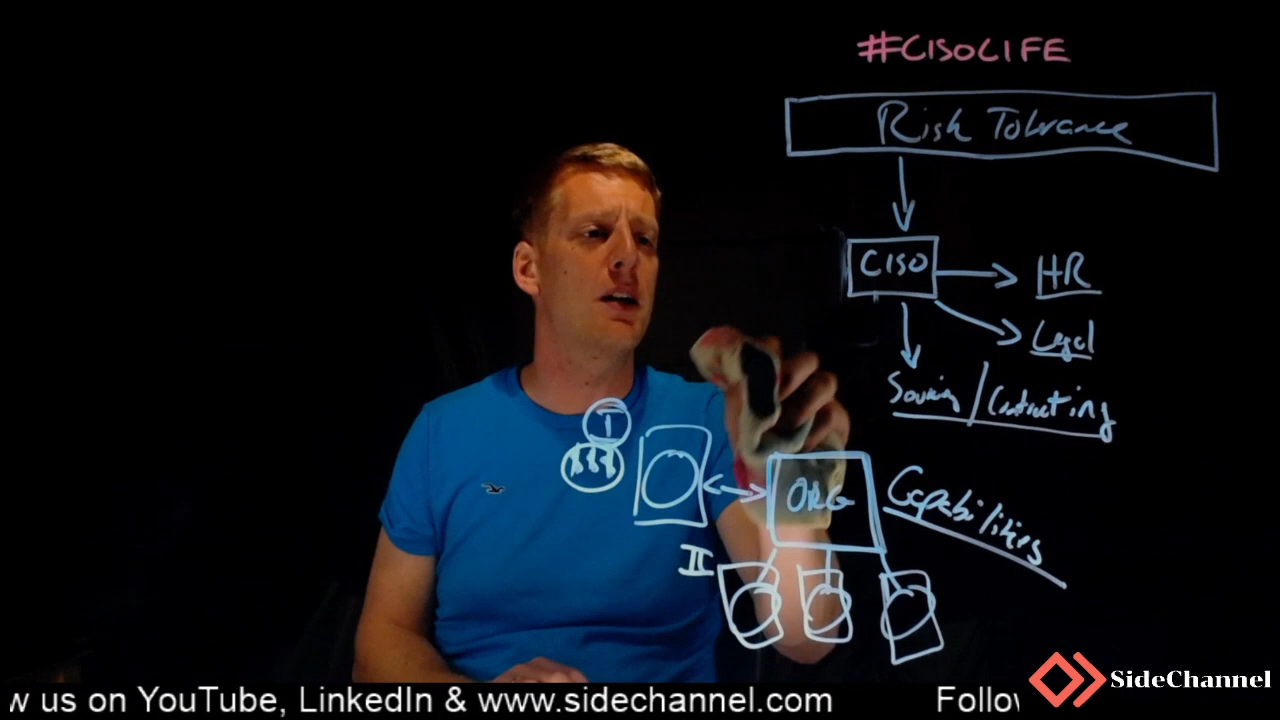 #CISOLIFE
Risk Tolerance
CISO
HR
Legal
Sourcing / Contracting
I
ORG
Capabilities
II
w us on YouTube, LinkedIn & www.sidechannel.com
Follow
SideChannel